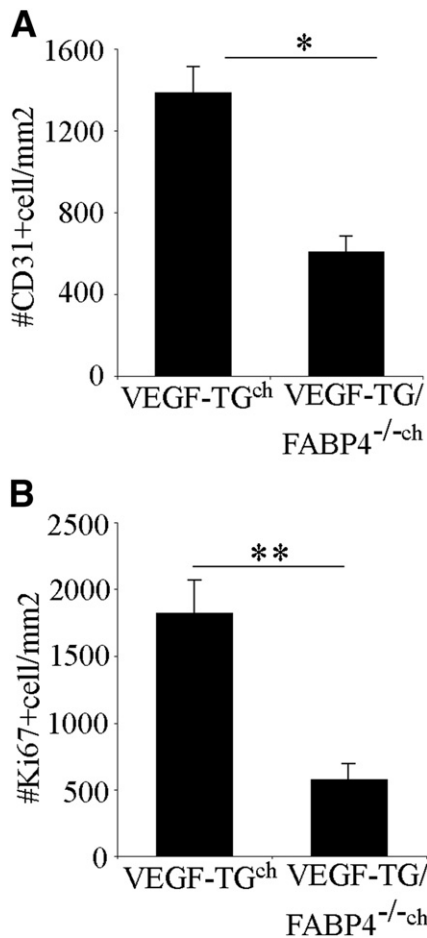 A
#CD31+cell/mm2
1600
1200
800
400
0
*
VEGF-TGch
VEGF-TG/
FABP4-/-ch
B
#Ki67+cell/mm2
2500
2000
1500
1000
500
0
**
VEGF-TGch
VEGF-TG/
FABP4-/-ch